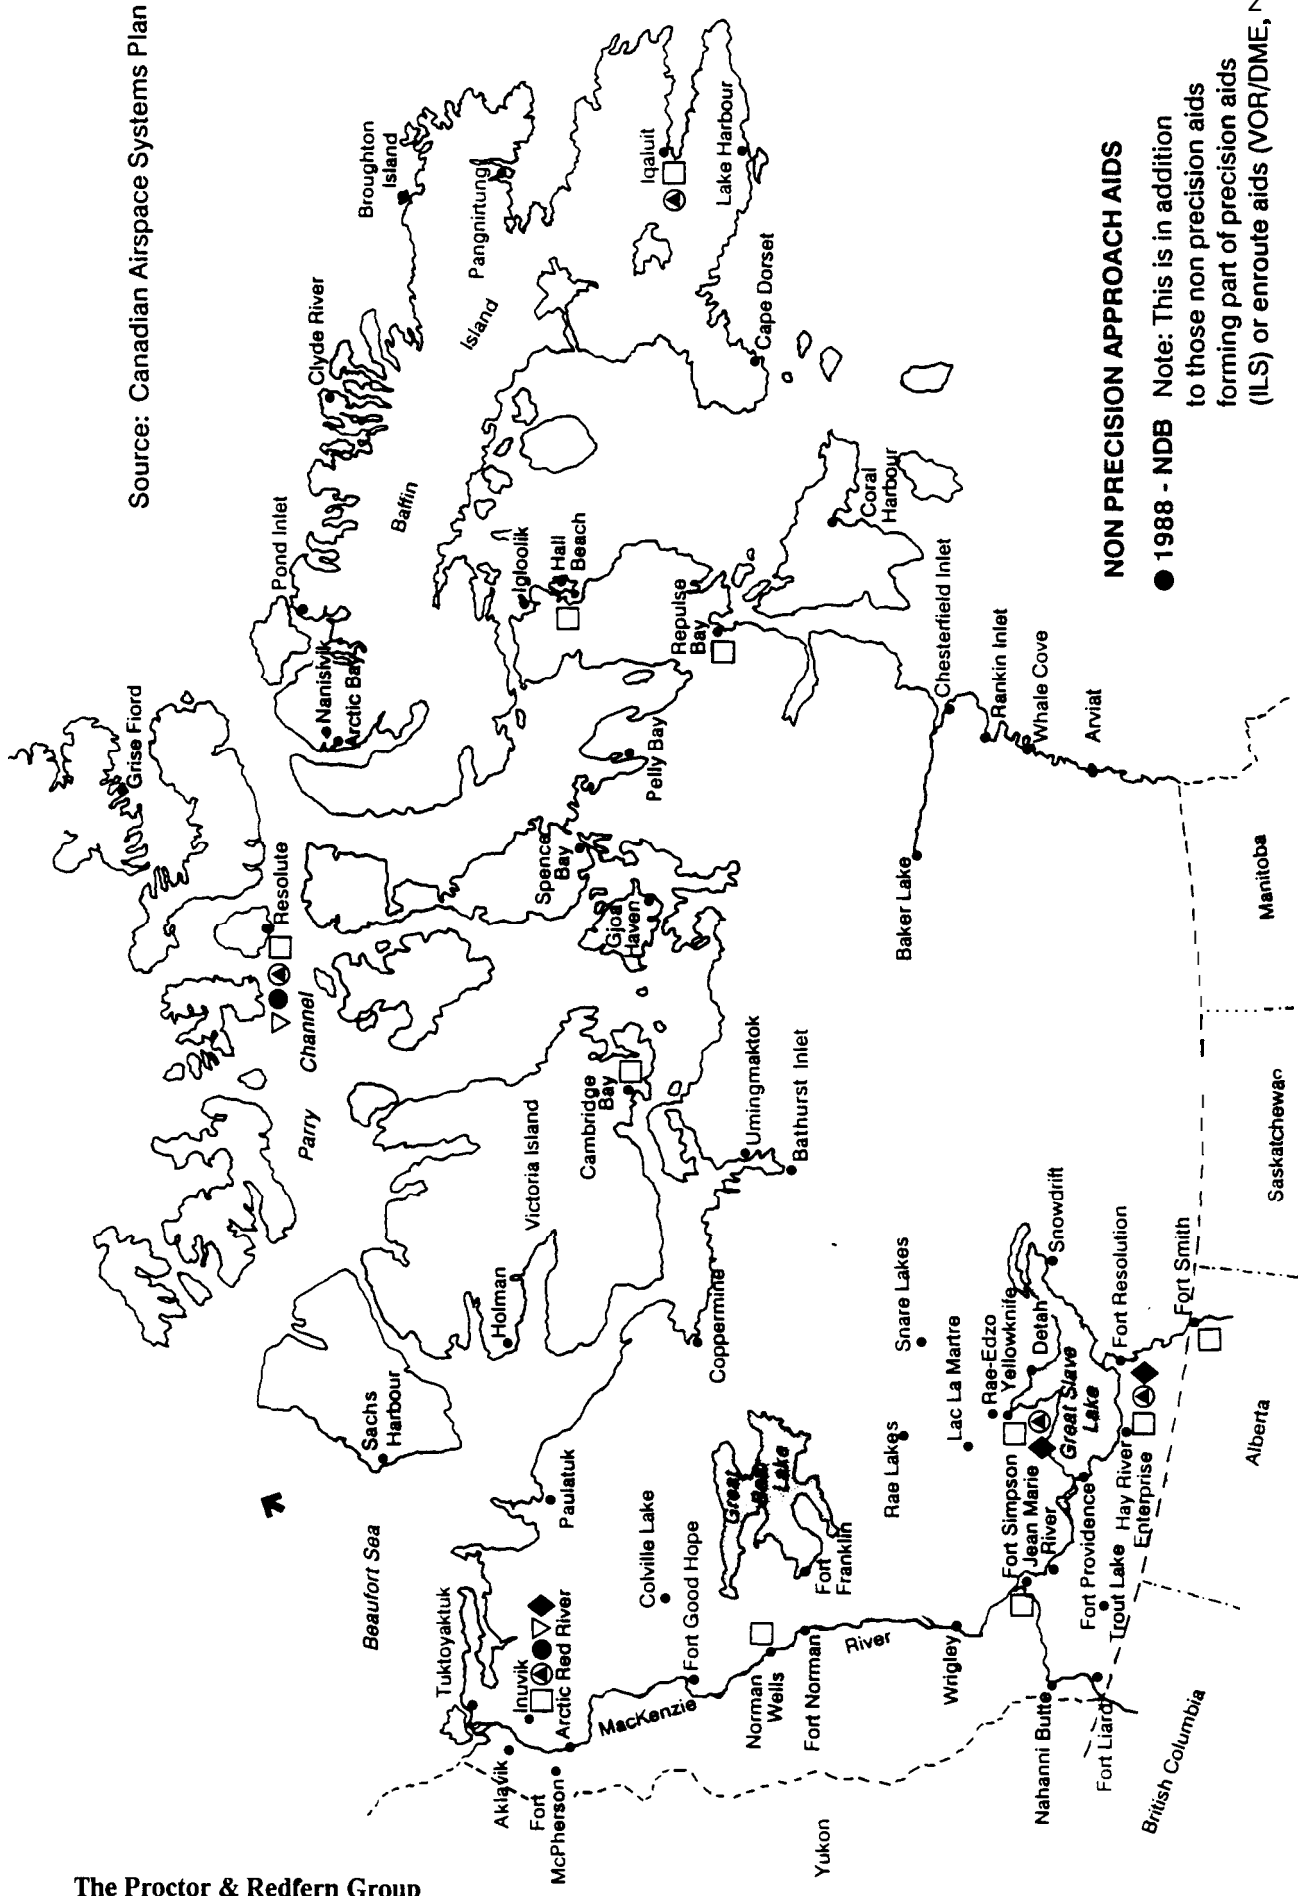 Source: Canadian Airspace Systems Plan
Grise Fiord
Resolute
Parry Channel
Pond Inlet
Nanisivik
Arctic Bay
Clyde River
Broughton
Island
Pangnirtung
Baffin
Island
Igloolik
Hall
Beach
Iqaluit
Lake Harbour
Cape Dorset
Coral
Harbour
Repulse
Bay
Pelly Bay
Spence
Bay
Gjoa
Haven
Cambridge
Bay
Victoria Island
Holman
Sachs
Harbour
Beaufort Sea
Paulatuk
Tuktoyaktuk
Inuvik
Arctic Red River
Aklavik
Fort
McPherson
MacKenzie
River
Colville Lake
Fort Good Hope
Norman
Wells
Fort Norman
Great
Bear
Lake
Fort
Franklin
Coppermine
Umingmaktok
Bathurst Inlet
Baker Lake
Chesterfield Inlet
Rankin Inlet
Whale Cove
Arviat
Snare Lakes
Rae Lakes
Lac La Martre
Rae-Edzo
Yellowknife
Detah
Snowdrift
Great Slave
Lake
Fort Resolution
Fort Smith
Hay River
Enterprise
Fort Providence
Fort Simpson
Jean Marie
River
Trout Lake
Wrigley
Nahanni Butte
Fort Liard
Yukon
British Columbia
Alberta
Saskatchewan
Manitoba
NON PRECISION APPROACH AIDS
1988 - NDB Note: This is in addition
to those non precision aids
forming part of precision aids
(ILS) or enroute aids (VOR/DME,
The Proctor & Redfern Group